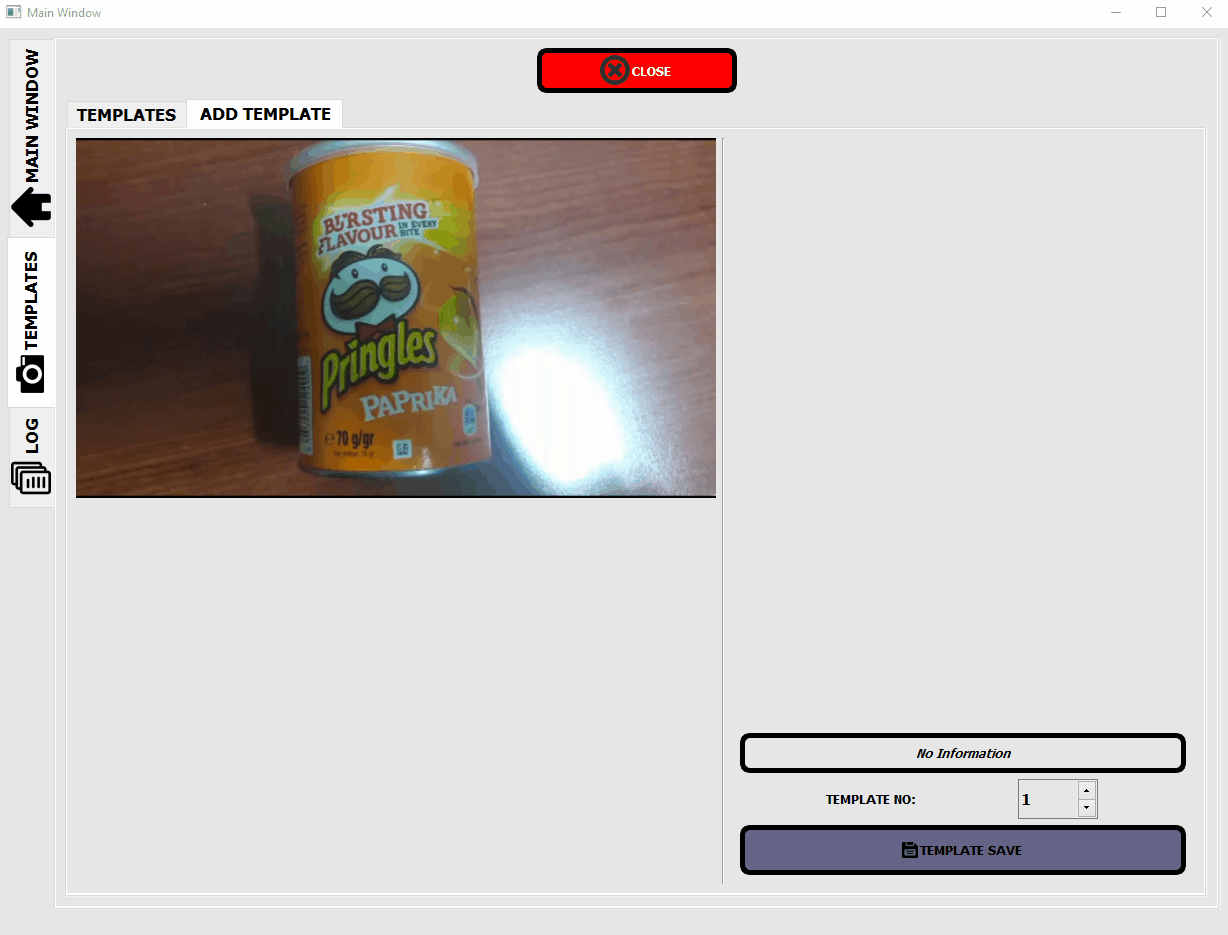 Main Window
MAIN WINDOW
TEMPLATES
LOG
CLOSE
TEMPLATES
ADD TEMPLATE
BURSTING
FLAVOUR IN EVERY
BITE
Pringles
PAPRIKA
e 70 g/gr
No Information
TEMPLATE NO:
1
TEMPLATE SAVE